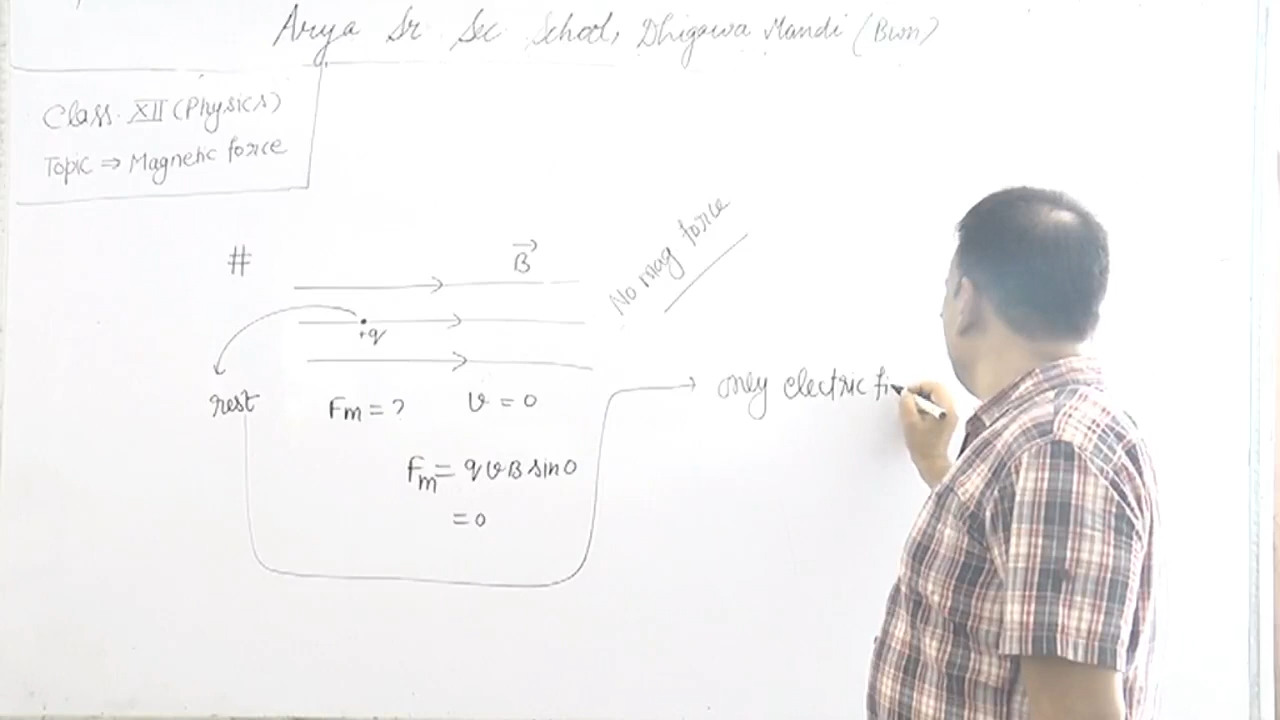 Arya Sr Sec School, Dhigawa Mandi (Bwn)
Class. XII (Physics)
Topic ⇒ Magnetic force
#
B
No mag force
+q
rest
Fm = ?
v = 0
only electric fi
Fm = qvB sinθ
= 0